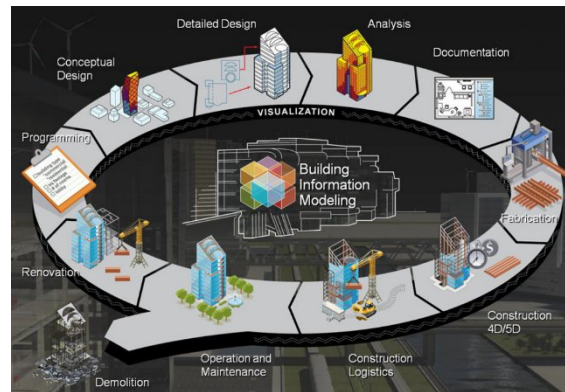 Detailed Design
Analysis
Conceptual
Design
Documentation
VISUALIZATION
Programming
Building
Information
Modeling
Fabrication
Renovation
Construction
4D/5D
Operation and
Maintenance
Construction
Logistics
Demolition